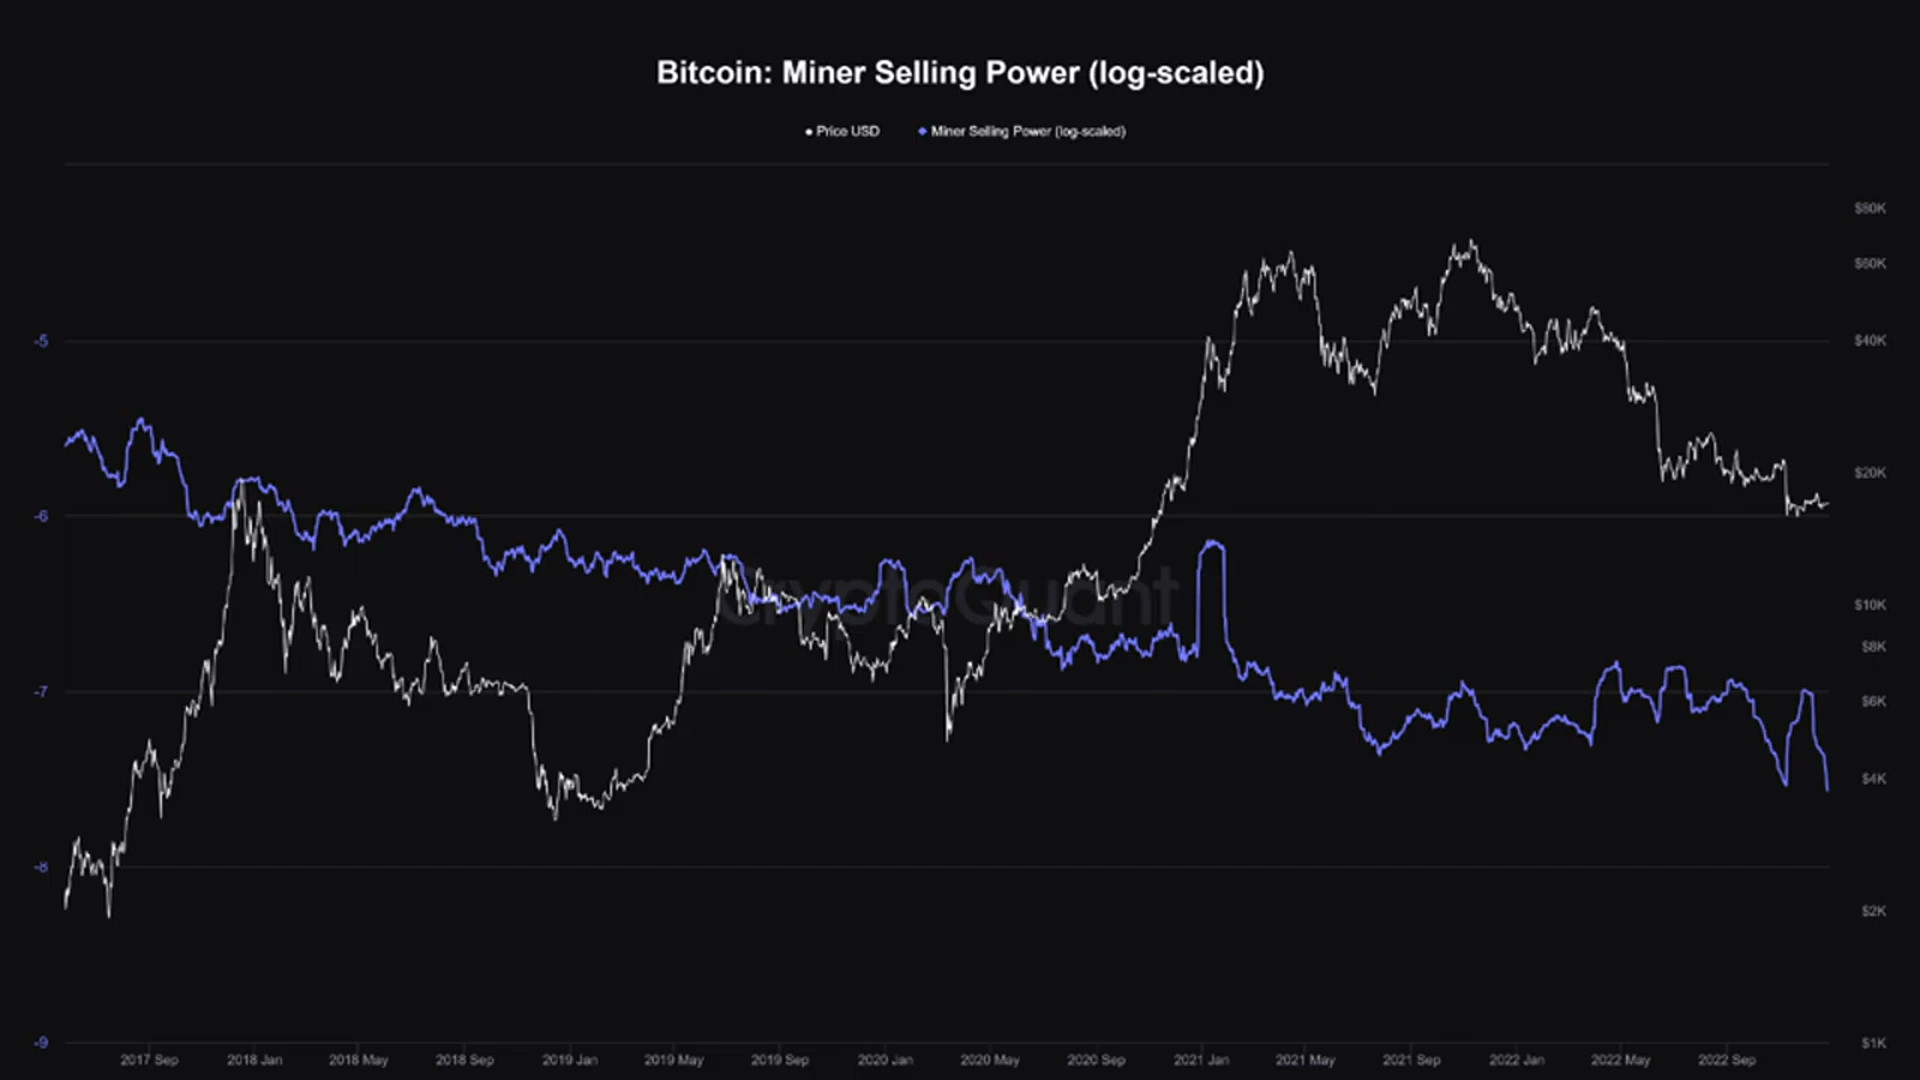 Bitcoin: Miner Selling Power (log-scaled)
Price USD Miner Selling Power (log-scaled)
$80K
$60K
-5 $40K
$20K
-6
CryptoQuant
$10K
$8K
-7 $6K
$4K
-8
$2K
-9 $1K
2017 Sep 2018 Jan 2018 May 2018 Sep 2019 Jan 2019 May 2019 Sep 2020 Jan 2020 May 2020 Sep 2021 Jan 2021 May 2021 Sep 2022 Jan 2022 May 2022 Sep